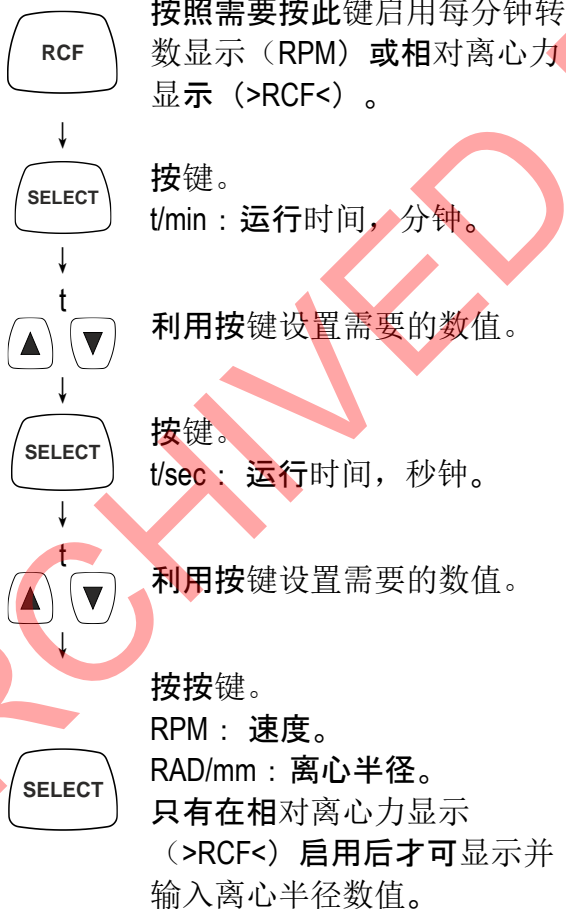 按照需要按此键启用每分钟转
RCF
数显示（RPM）或相对离心力
显示（>RCF<）。
↓
SELECT
按键。
t/min：运行时间，分钟。
↓
t
▲ ▼
利用按键设置需要的数值。
↓
SELECT
按键。
t/sec： 运行时间，秒钟。
↓
t
▲ ▼
利用按键设置需要的数值。
↓
按按键。
RPM： 速度。
RAD/mm：离心半径。
SELECT
只有在相对离心力显示
（>RCF<）启用后才可显示并
输入离心半径数值。
ARCHIVED